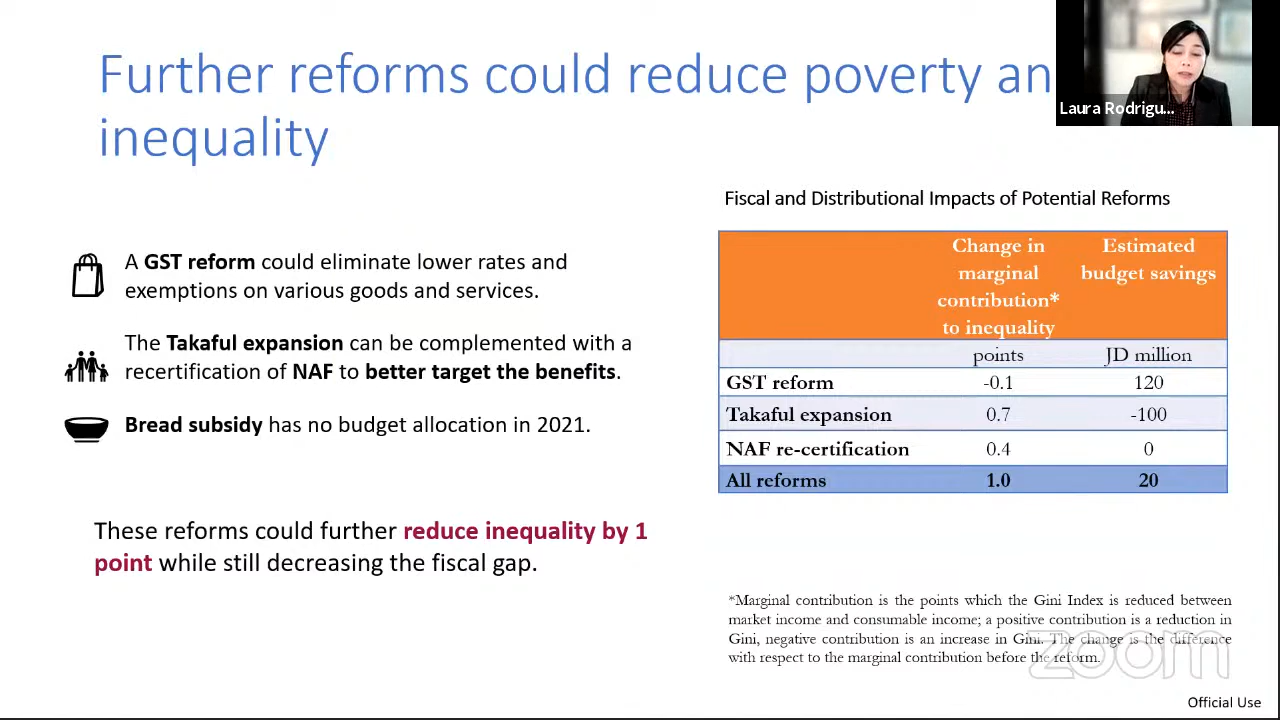 Further reforms could reduce poverty an
inequality
Laura Rodrigu...
A GST reform could eliminate lower rates and
exemptions on various goods and services.
The Takaful expansion can be complemented with a
recertification of NAF to better target the benefits.
Bread subsidy has no budget allocation in 2021.
These reforms could further reduce inequality by 1
point while still decreasing the fiscal gap.
Fiscal and Distributional Impacts of Potential Reforms
Change in marginal contribution* to inequality Estimated budget savings
points JD million
GST reform -0.1 120
Takaful expansion 0.7 -100
NAF re-certification 0.4 0
All reforms 1.0 20
*Marginal contribution is the points which the Gini Index is reduced between
market income and consumable income; a positive contribution is a reduction in
Gini, negative contribution is an increase in Gini. The change is the difference
with respect to the marginal contribution before the reform.
zoom
Official Use